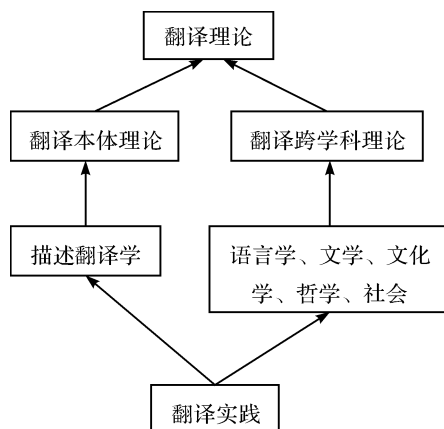 翻译理论
翻译本体理论
翻译跨学科理论
描述翻译学
语言学、文学、文化
学、哲学、社会
翻译实践